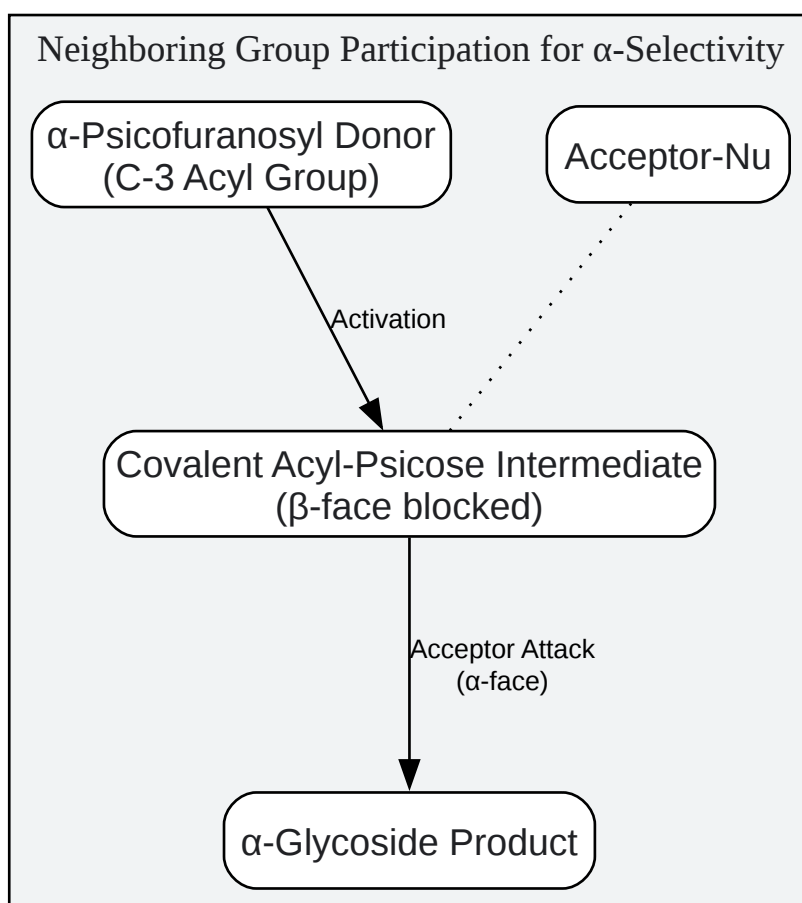 Neighboring Group Participation for α-Selectivity
α-Psicofuranosyl Donor
(C-3 Acyl Group)
Acceptor-Nu
Activation
Covalent Acyl-Psicose Intermediate
(β-face blocked)
Acceptor Attack
(α-face)
α-Glycoside Product